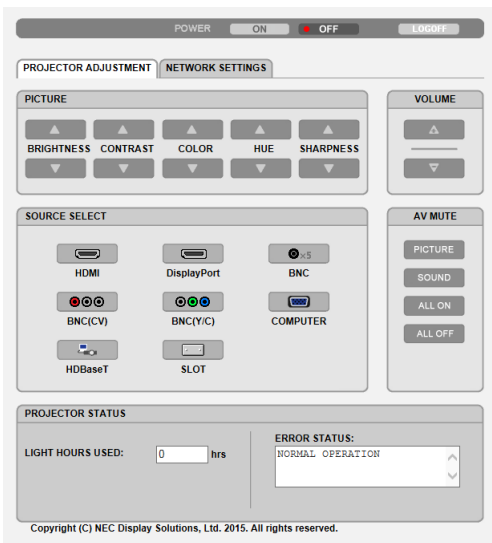 POWER ON OFF LOGOFF
PROJECTOR ADJUSTMENT NETWORK SETTINGS
PICTURE
BRIGHTNESS CONTRAST COLOR HUE SHARPNESS
VOLUME
SOURCE SELECT
HDMI DisplayPort ×5 BNC
BNC(CV) BNC(Y/C) COMPUTER
HDBaseT SLOT
AV MUTE
PICTURE
SOUND
ALL ON
ALL OFF
PROJECTOR STATUS
LIGHT HOURS USED: 0 hrs
ERROR STATUS:
NORMAL OPERATION
Copyright (C) NEC Display Solutions, Ltd. 2015. All rights reserved.